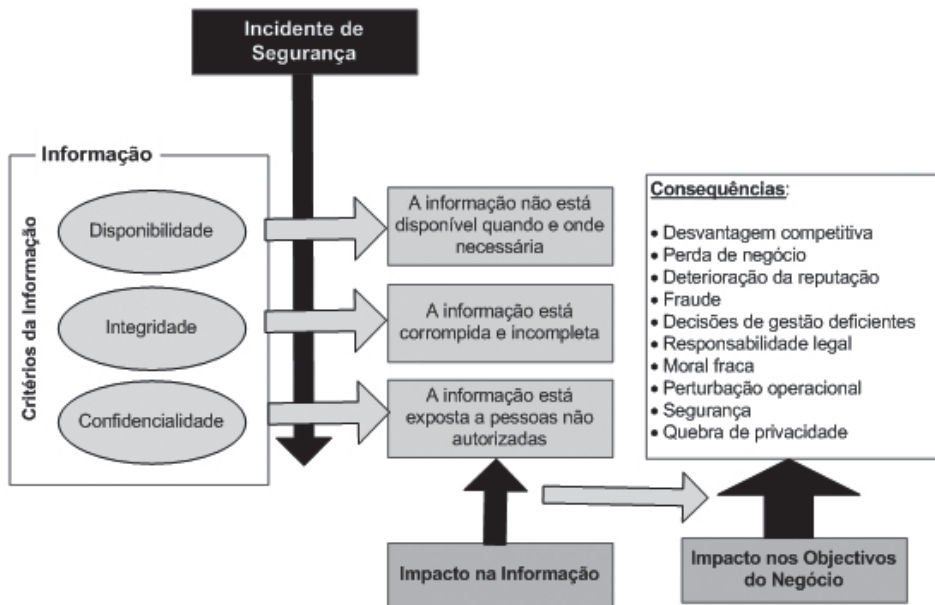 Incidente de
Segurança
Informação
Critérios da Informação
Disponibilidade
Integridade
Confidencialidade
A informação não está
disponível quando e onde
necessária
A informação está
corrompida e incompleta
A informação está
exposta a pessoas não
autorizadas
Impacto na Informação
Consequências:
• Desvantagem competitiva
• Perda de negócio
• Deterioração da reputação
• Fraude
• Decisões de gestão deficientes
• Responsabilidade legal
• Moral fraca
• Perturbação operacional
• Segurança
• Quebra de privacidade
Impacto nos Objectivos
do Negócio